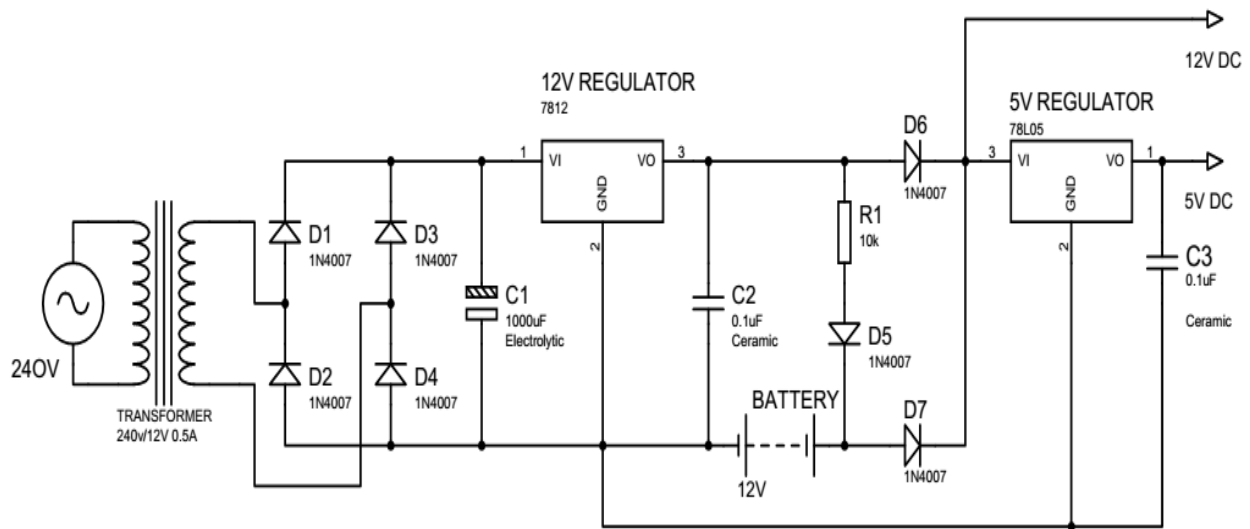 12V DC
12V REGULATOR
7812
5V REGULATOR
78L05
D6
1N4007
1
VI
VO
3
GND
2
3
VI
VO
1
GND
2
5V DC
R1
10k
D1
1N4007
D3
1N4007
C1
1000uF
Electrolytic
C2
0.1uF
Ceramic
C3
0.1uF
Ceramic
D5
1N4007
24OV
D2
1N4007
D4
1N4007
BATTERY
12V
D7
1N4007
TRANSFORMER
240v/12V 0.5A